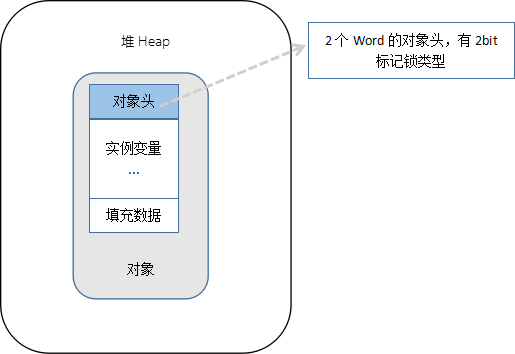 堆 Heap
2 个 Word 的对象头，有 2bit
标记锁类型
对象头
实例变量
...
填充数据
对象